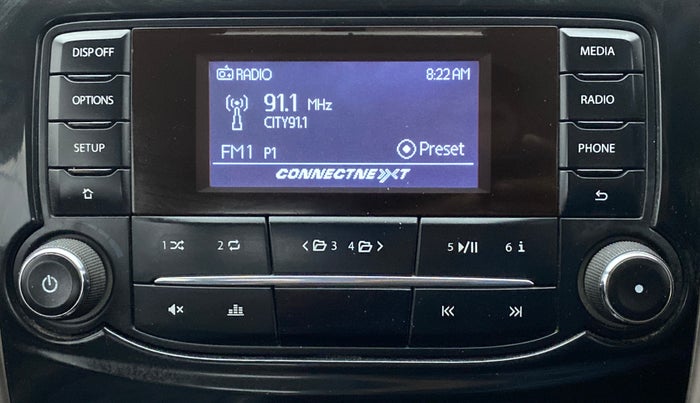 DISP OFF
OPTIONS
SETUP
RADIO 8:22 AM
91.1 MHz
CITY91.1
FM1 P1 Preset
CONNECTNEXT
MEDIA
RADIO
PHONE
1 2 3 4 5 6 i